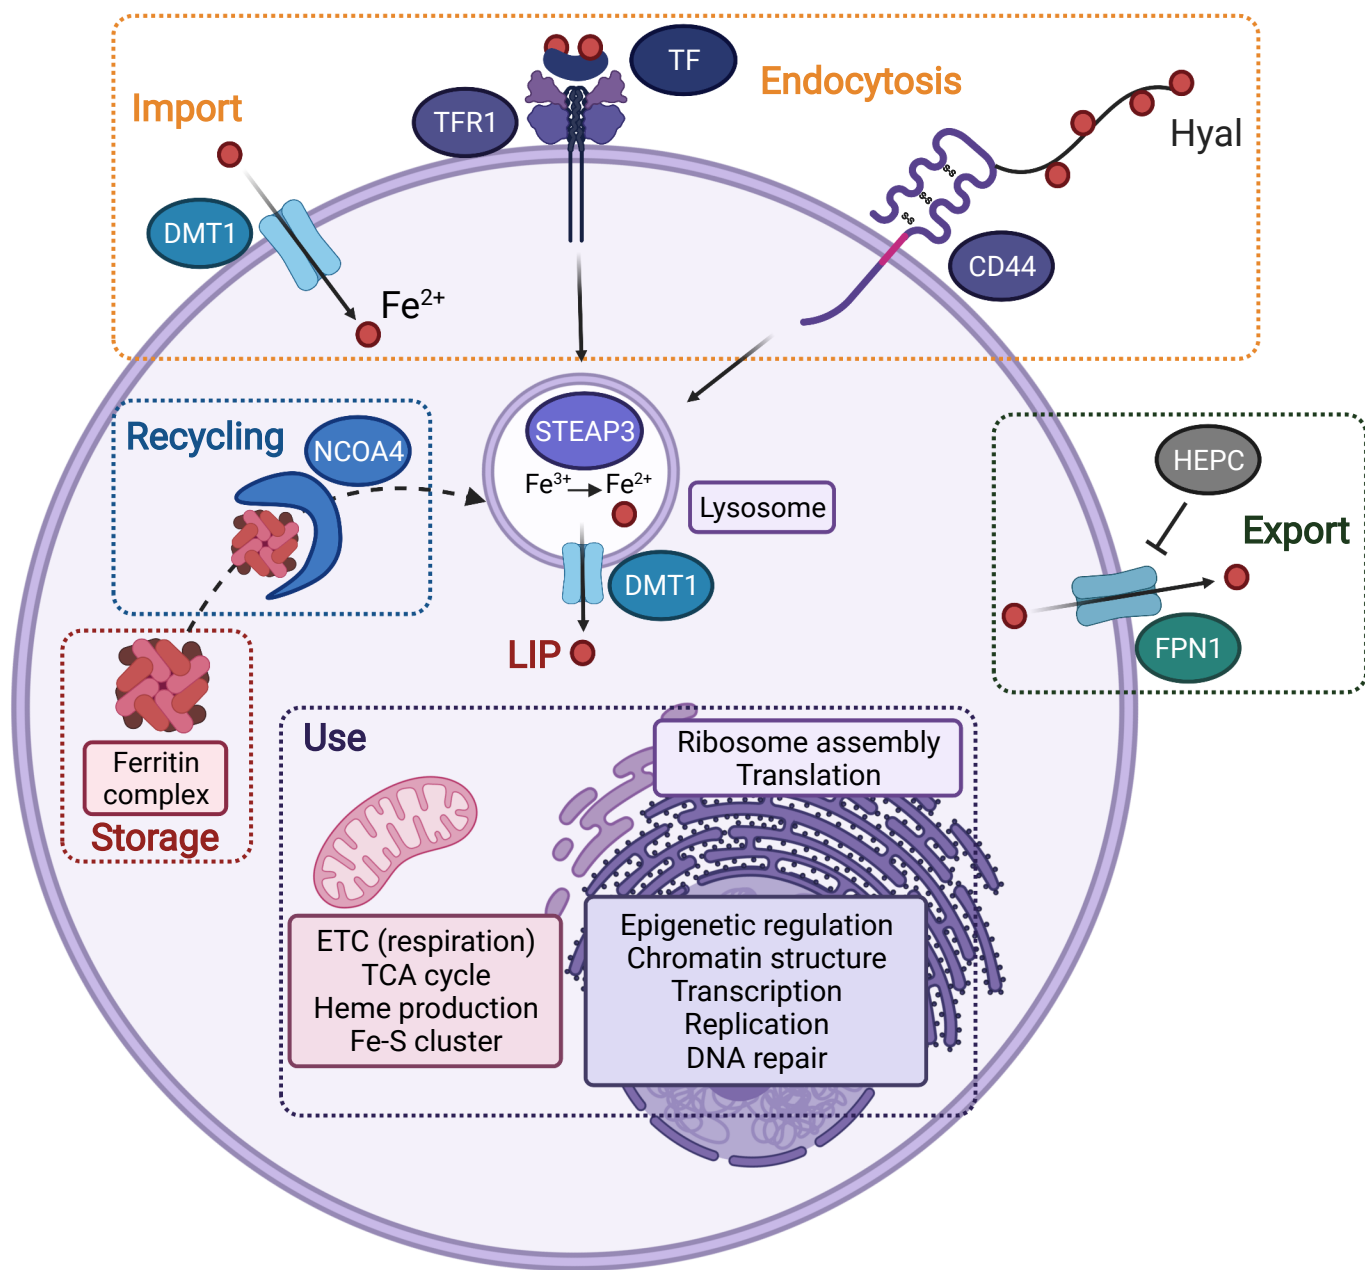 Import
TFR1
TF
Endocytosis
Hyal
DMT1
Fe2+
S-S
S-S
S-S
CD44
Recycling
NCOA4
STEAP3
Fe3+ → Fe2+
Lysosome
DMT1
LIP
HEPC
Export
FPN1
Ferritin
complex
Storage
Use
Ribosome assembly
Translation
ETC (respiration)
TCA cycle
Heme production
Fe-S cluster
Epigenetic regulation
Chromatin structure
Transcription
Replication
DNA repair